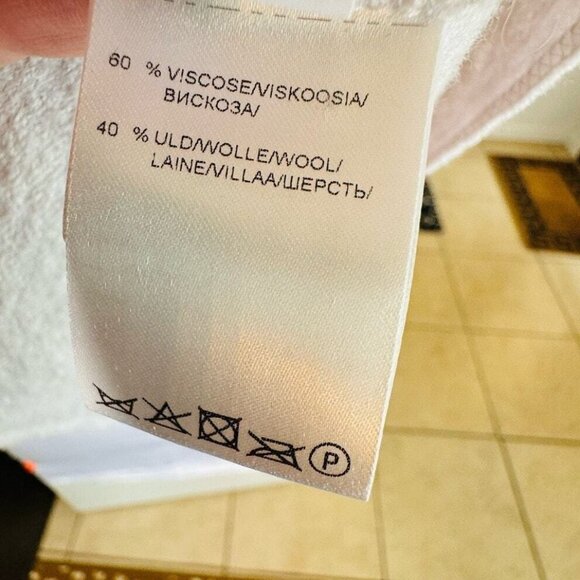 60 % VISCOSE/VISKOOSIA/
ВИСКОЗА/
40 % ULD/WOLLE/WOOL/
LAINE/VILLAA/ШЕРСТЬ/
P